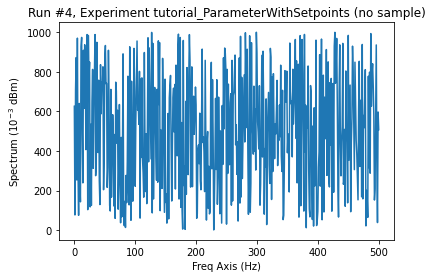 Run #4, Experiment tutorial_ParameterWithSetpoints (no sample)
1000
800
600
400
200
0
Spectrum (10⁻³ dBm)
0 100 200 300 400 500
Freq Axis (Hz)